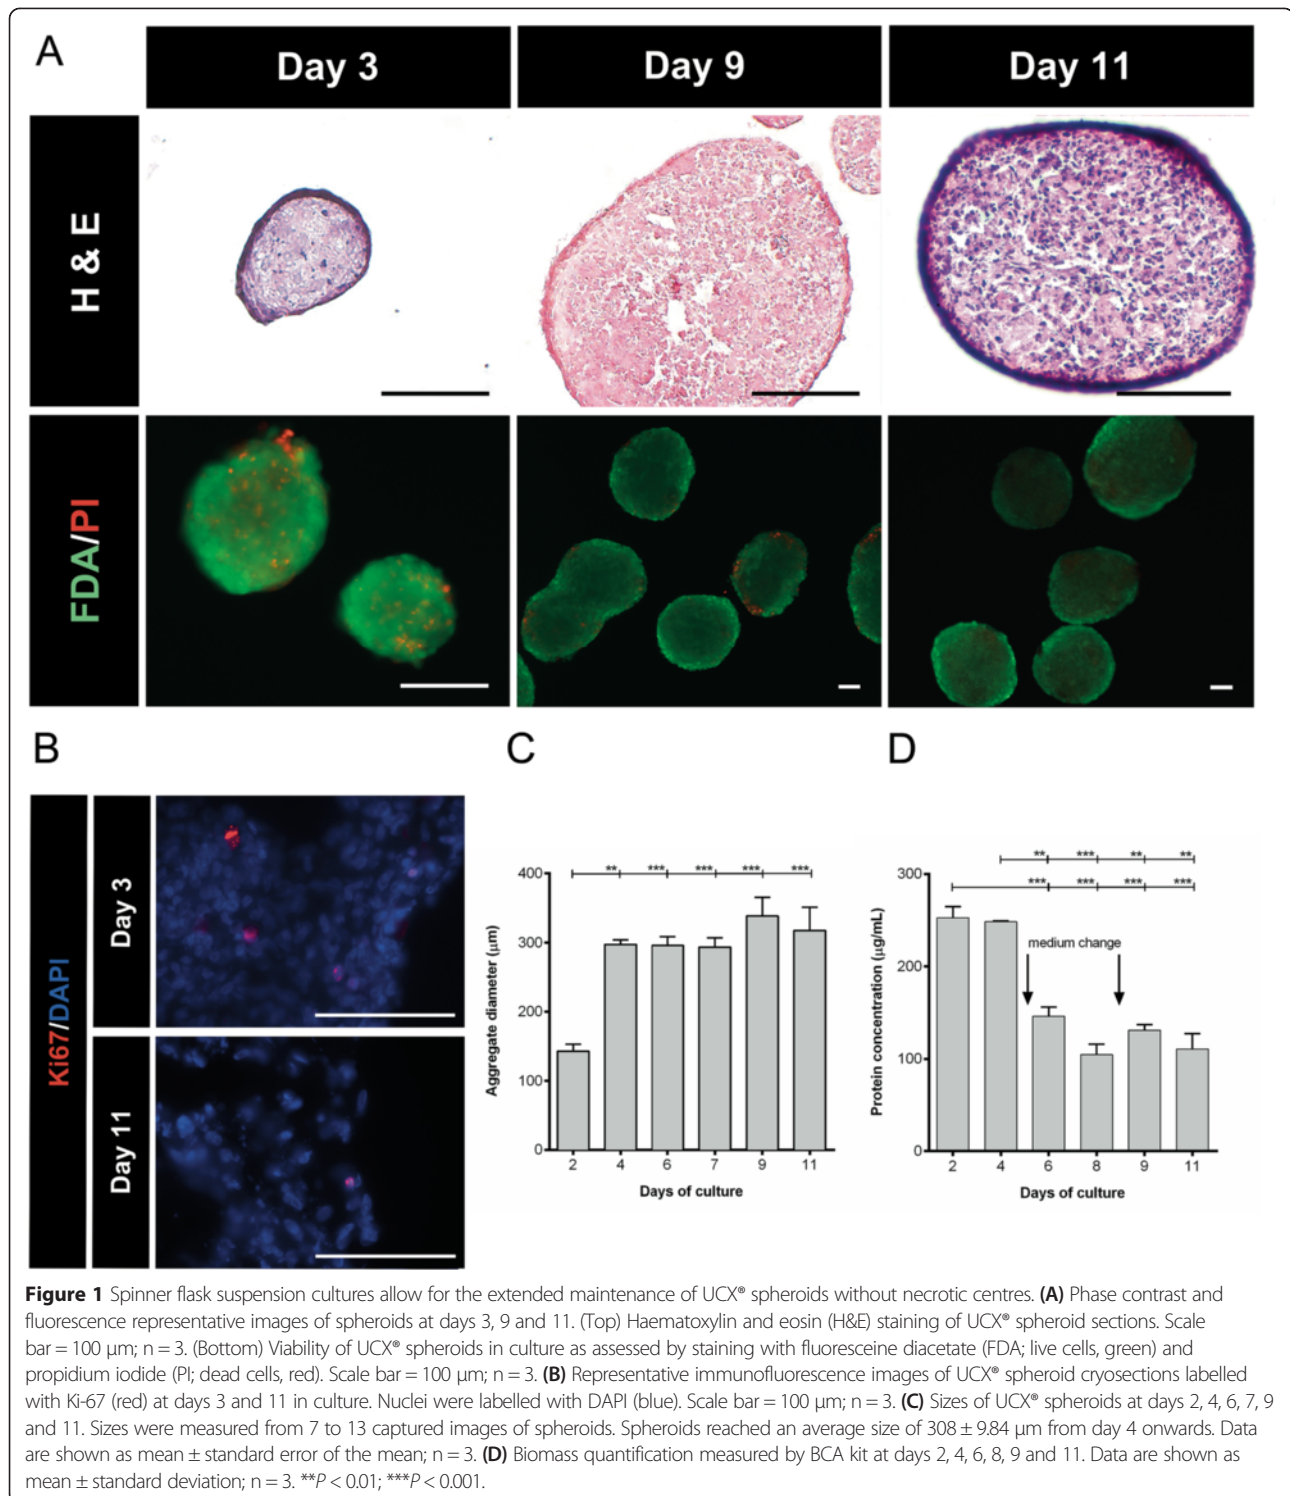 A
Day 3
Day 9
Day 11
H & E
FDA/PI
B
Ki67/DAPI
Day 3
Day 11
C
** *** *** *** ***
400
300
200
100
0
Aggregate diameter (µm)
2 4 6 7 9 11
Days of culture
D
** *** ** **
*** *** *** ***
300
200
100
0
medium change
Protein concentration (µg/mL)
2 4 6 8 9 11
Days of culture
Figure 1 Spinner flask suspension cultures allow for the extended maintenance of UCX® spheroids without necrotic centres. (A) Phase contrast and
fluorescence representative images of spheroids at days 3, 9 and 11. (Top) Haematoxylin and eosin (H&E) staining of UCX® spheroid sections. Scale
bar = 100 µm; n = 3. (Bottom) Viability of UCX® spheroids in culture as assessed by staining with fluoresceine diacetate (FDA; live cells, green) and
propidium iodide (PI; dead cells, red). Scale bar = 100 µm; n = 3. (B) Representative immunofluorescence images of UCX® spheroid cryosections labelled
with Ki-67 (red) at days 3 and 11 in culture. Nuclei were labelled with DAPI (blue). Scale bar = 100 µm; n = 3. (C) Sizes of UCX® spheroids at days 2, 4, 6, 7, 9
and 11. Sizes were measured from 7 to 13 captured images of spheroids. Spheroids reached an average size of 308 ± 9.84 µm from day 4 onwards. Data
are shown as mean ± standard error of the mean; n = 3. (D) Biomass quantification measured by BCA kit at days 2, 4, 6, 8, 9 and 11. Data are shown as
mean ± standard deviation; n = 3. **P < 0.01; ***P < 0.001.